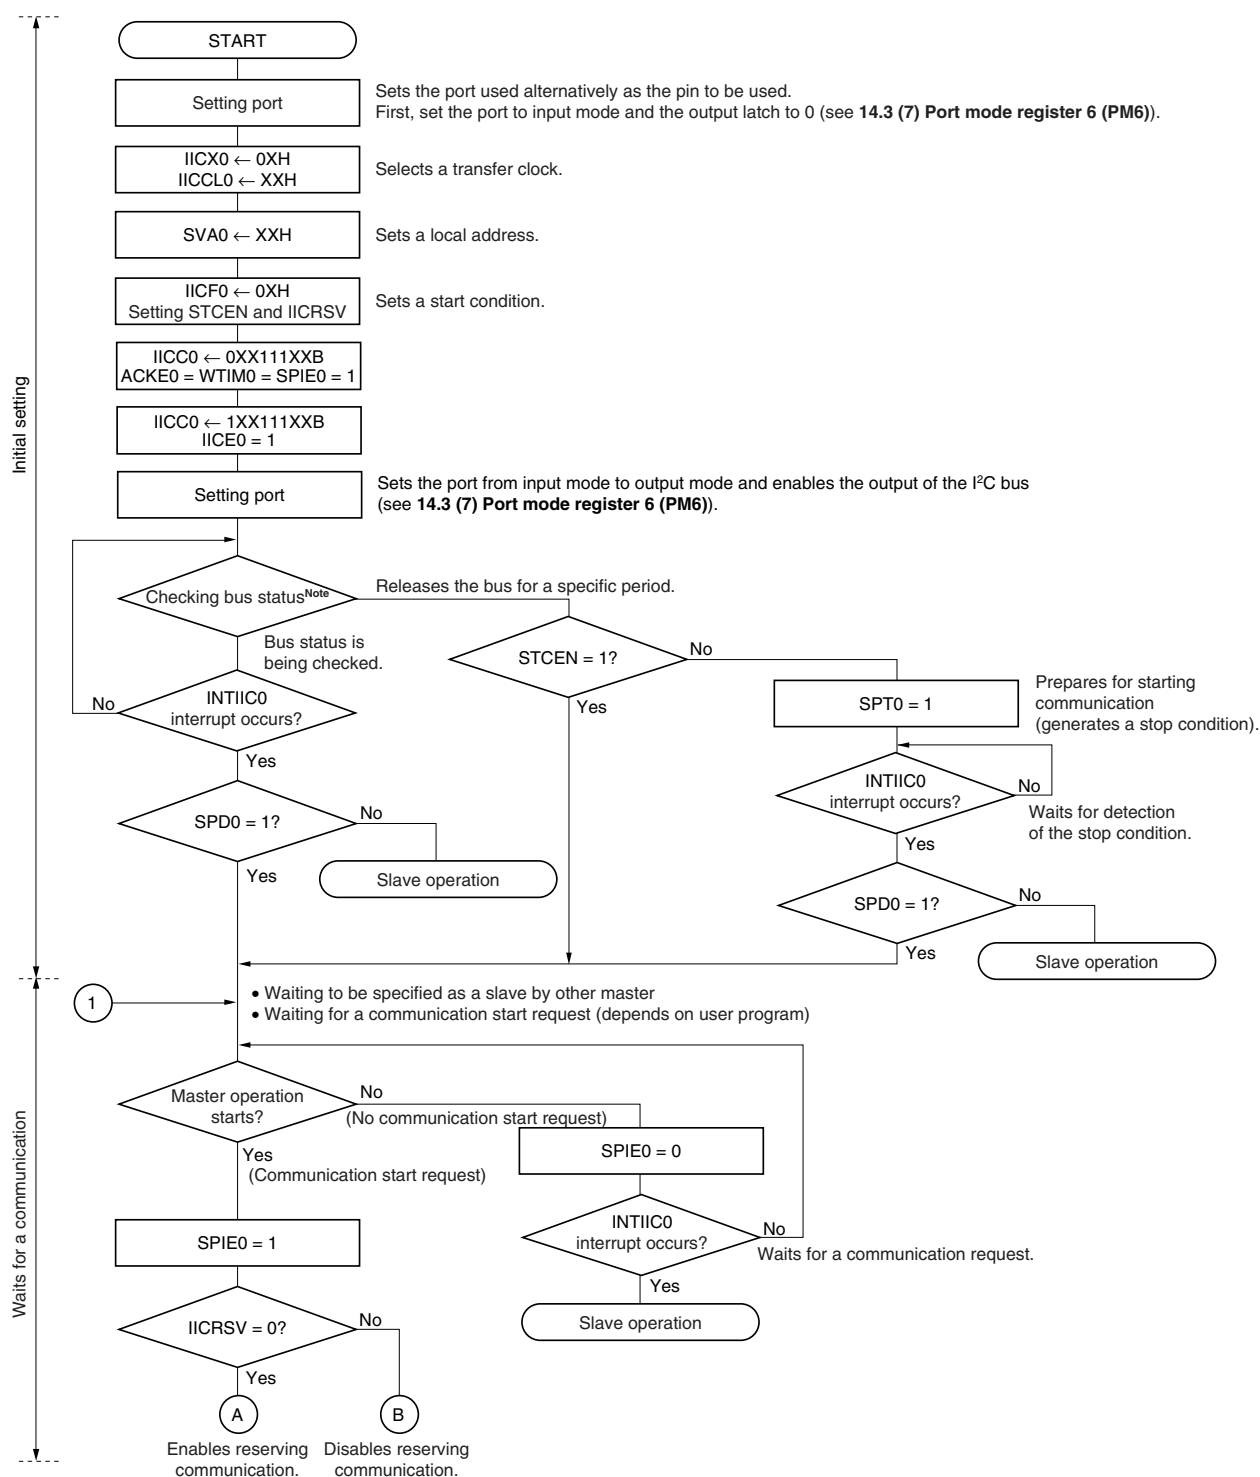 START
Setting port
Sets the port used alternatively as the pin to be used.
First, set the port to input mode and the output latch to 0 (see 14.3 (7) Port mode register 6 (PM6)).
IICX0 ← 0XH
IICCL0 ← XXH
Selects a transfer clock.
SVA0 ← XXH
Sets a local address.
IICF0 ← 0XH
Setting STCEN and IICRSV
Sets a start condition.
IICC0 ← 0XX111XXB
ACKE0 = WTIM0 = SPIE0 = 1
IICC0 ← 1XX111XXB
IICE0 = 1
Initial setting
Setting port
Sets the port from input mode to output mode and enables the output of the I²C bus
(see 14.3 (7) Port mode register 6 (PM6)).
Checking bus statusNote
Releases the bus for a specific period.
Bus status is
being checked.
STCEN = 1?
No
Yes
INTIIC0
interrupt occurs?
No
Yes
SPT0 = 1
Prepares for starting
communication
(generates a stop condition).
INTIIC0
interrupt occurs?
No
Waits for detection
of the stop condition.
Yes
SPD0 = 1?
No
Yes
Slave operation
SPD0 = 1?
No
Yes
Slave operation
1
• Waiting to be specified as a slave by other master
• Waiting for a communication start request (depends on user program)
Waits for a communication
Master operation
starts?
No
(No communication start request)
Yes
(Communication start request)
SPIE0 = 0
INTIIC0
interrupt occurs?
No
Waits for a communication request.
Yes
Slave operation
SPIE0 = 1
IICRSV = 0?
No
Yes
A
B
Enables reserving
communication.
Disables reserving
communication.